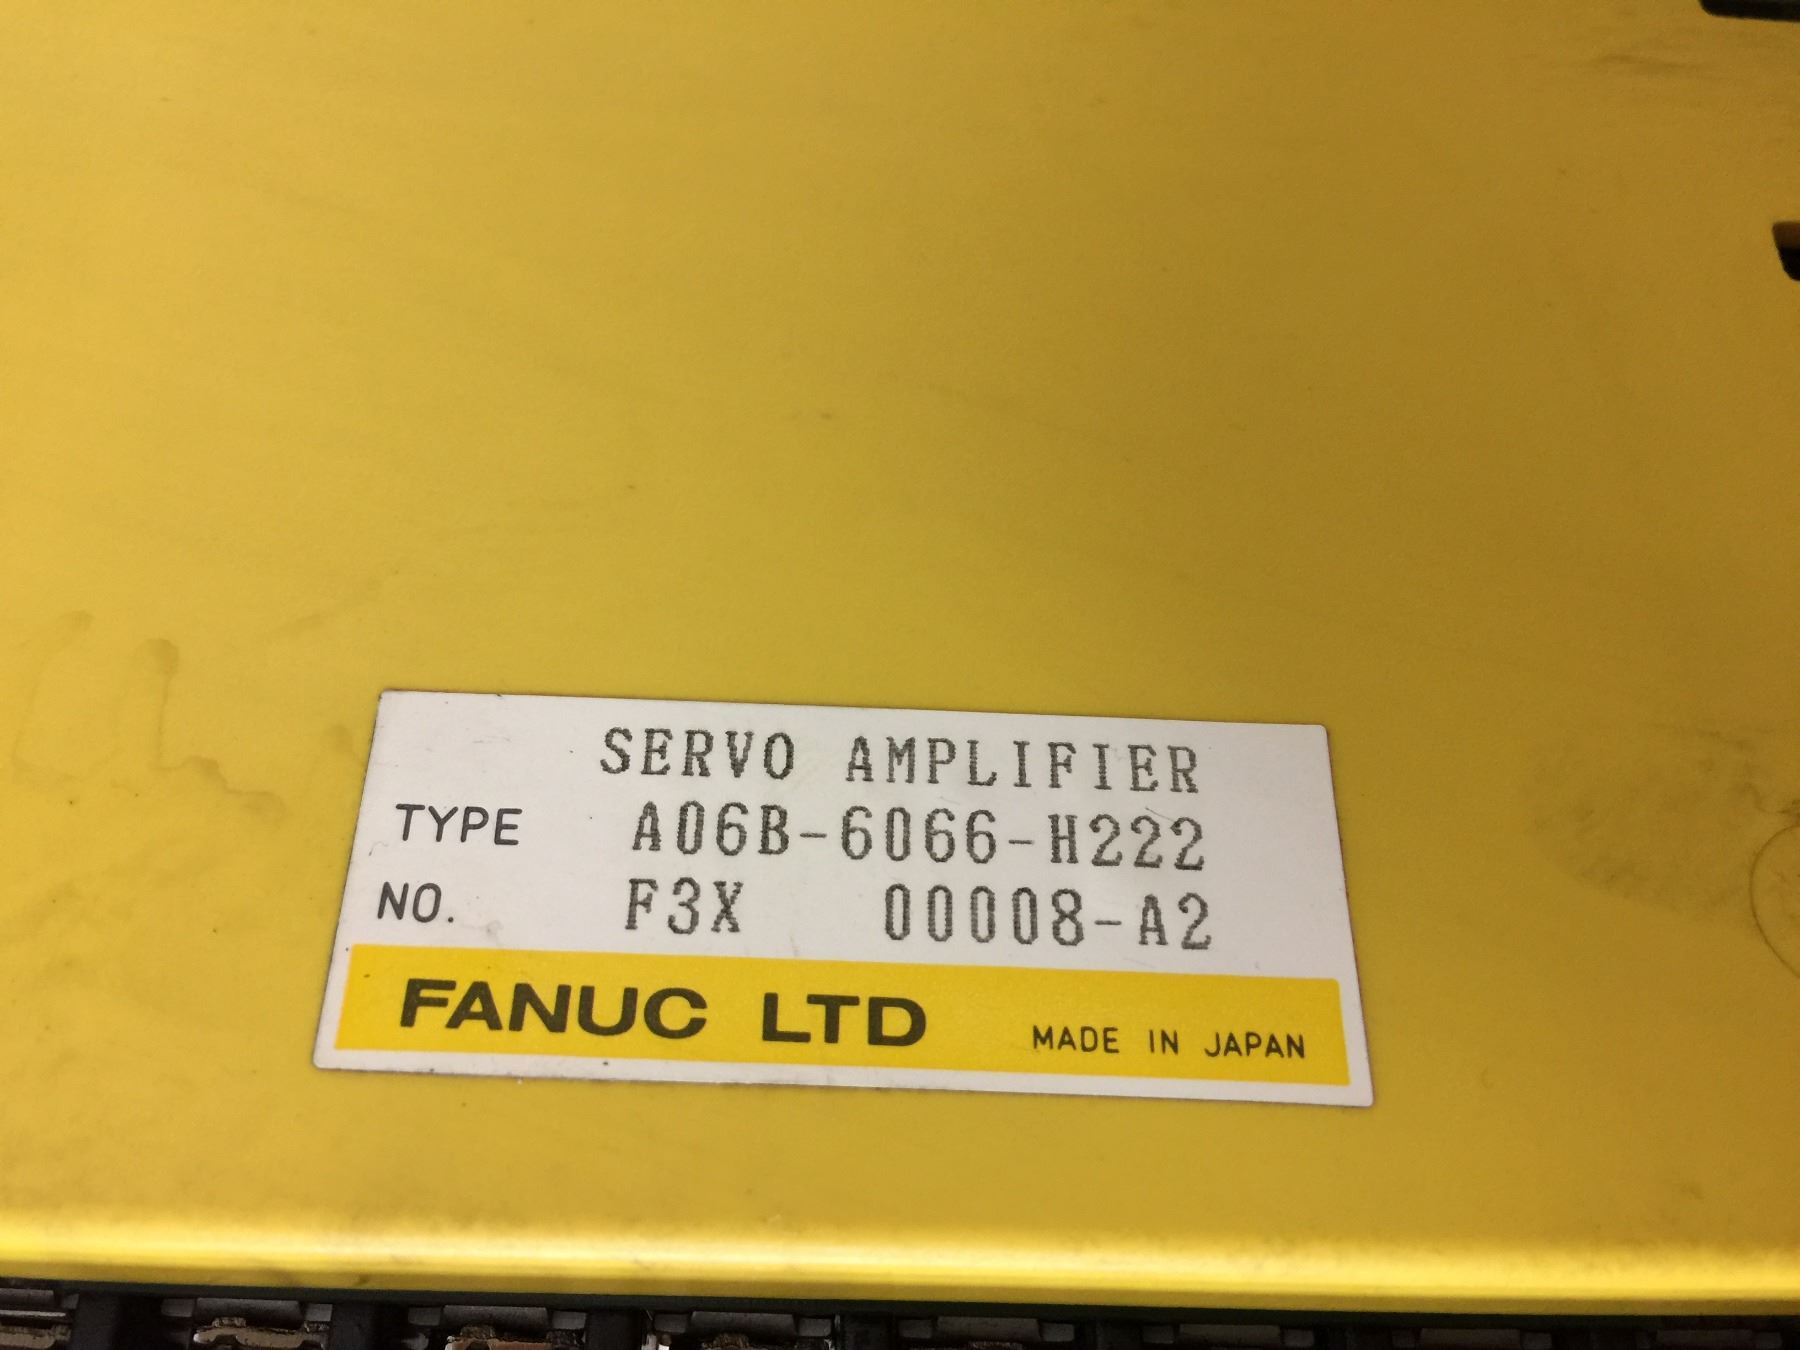 SERVO AMPLIFIER
TYPE A06B-6066-H222
NO. F3X 00008-A2
FANUC LTD MADE IN JAPAN